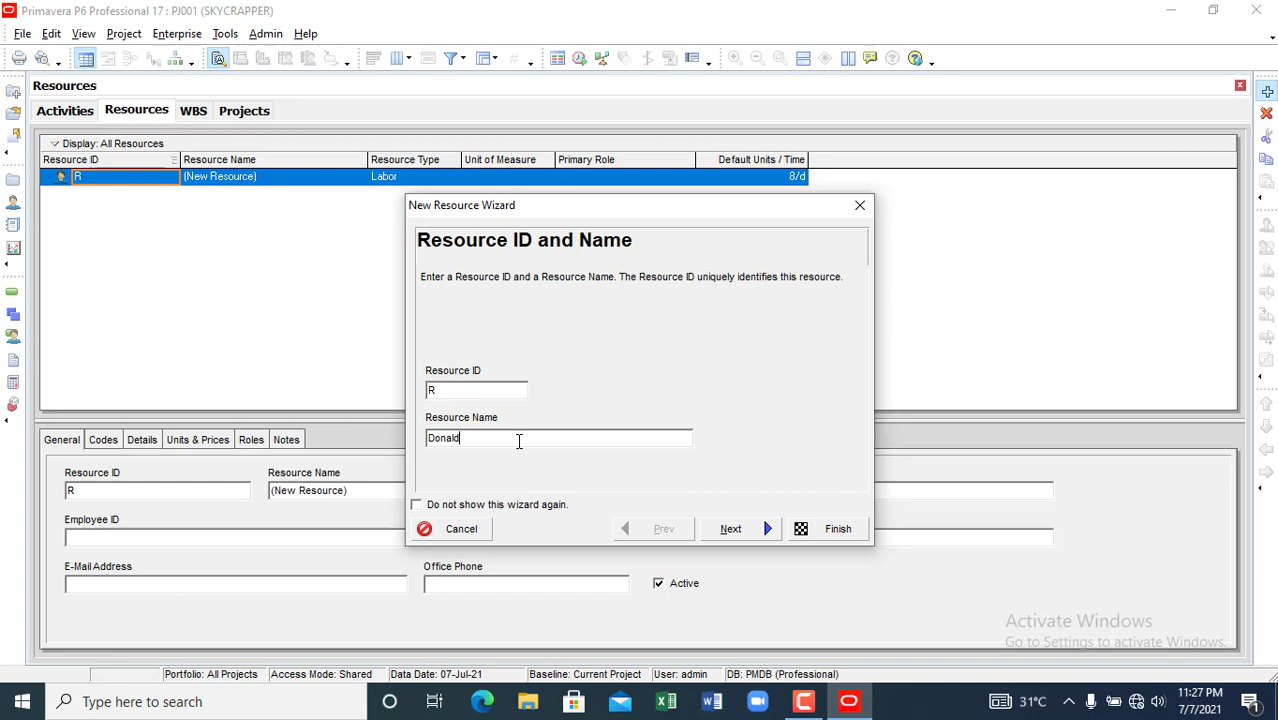 Primavera P6 Professional 17 : PJ001 (SKYCRAPPER)
File Edit View Project Enterprise Tools Admin Help
Resources
Activities Resources WBS Projects
Display: All Resources
Resource ID Resource Name Resource Type Unit of Measure Primary Role Default Units / Time
R (New Resource) Labor 8/d
New Resource Wizard
Resource ID and Name
Enter a Resource ID and a Resource Name. The Resource ID uniquely identifies this resource.
Resource ID
R
Resource Name
Donald
Do not show this wizard again.
Cancel Prev Next Finish
General Codes Details Units & Prices Roles Notes
Resource ID Resource Name
R (New Resource)
Employee ID
E-Mail Address Office Phone
Active
Activate Windows
Go to Settings to activate Windows.
Portfolio: All Projects Access Mode: Shared Data Date: 07-Jul-21 Baseline: Current Project User: admin DB: PMDB (Professional)
Type here to search
31°C
11:27 PM
7/7/2021
1